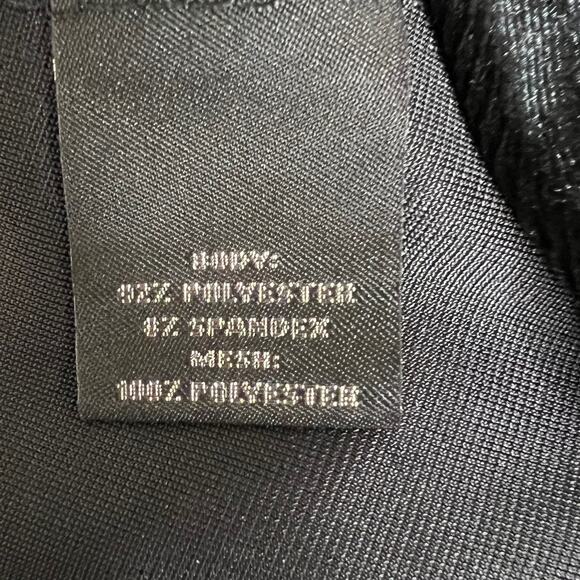 BODY:
92% POLYESTER
8% SPANDEX
MESH:
100% POLYESTER